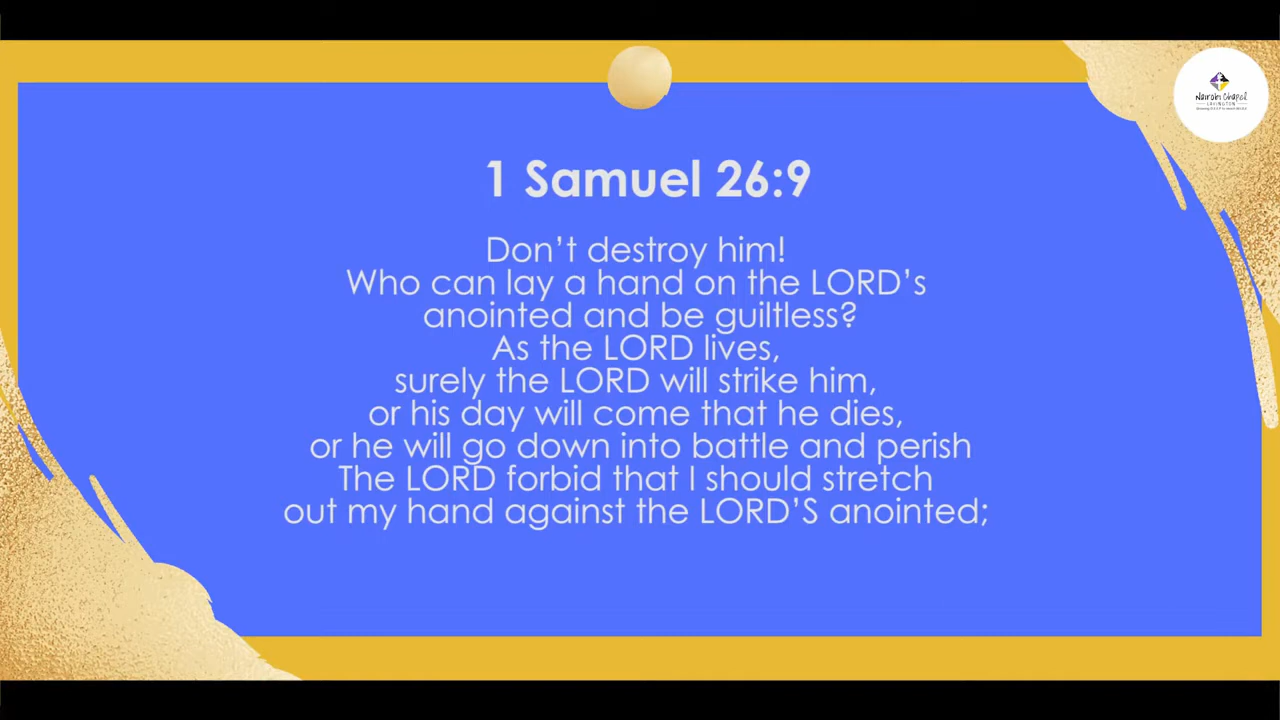 Nairobi Chapel
LAVINGTON
1 Samuel 26:9
Don't destroy him!
Who can lay a hand on the LORD's
anointed and be guiltless?
As the LORD lives,
surely the LORD will strike him,
or his day will come that he dies,
or he will go down into battle and perish
The LORD forbid that I should stretch
out my hand against the LORD'S anointed;